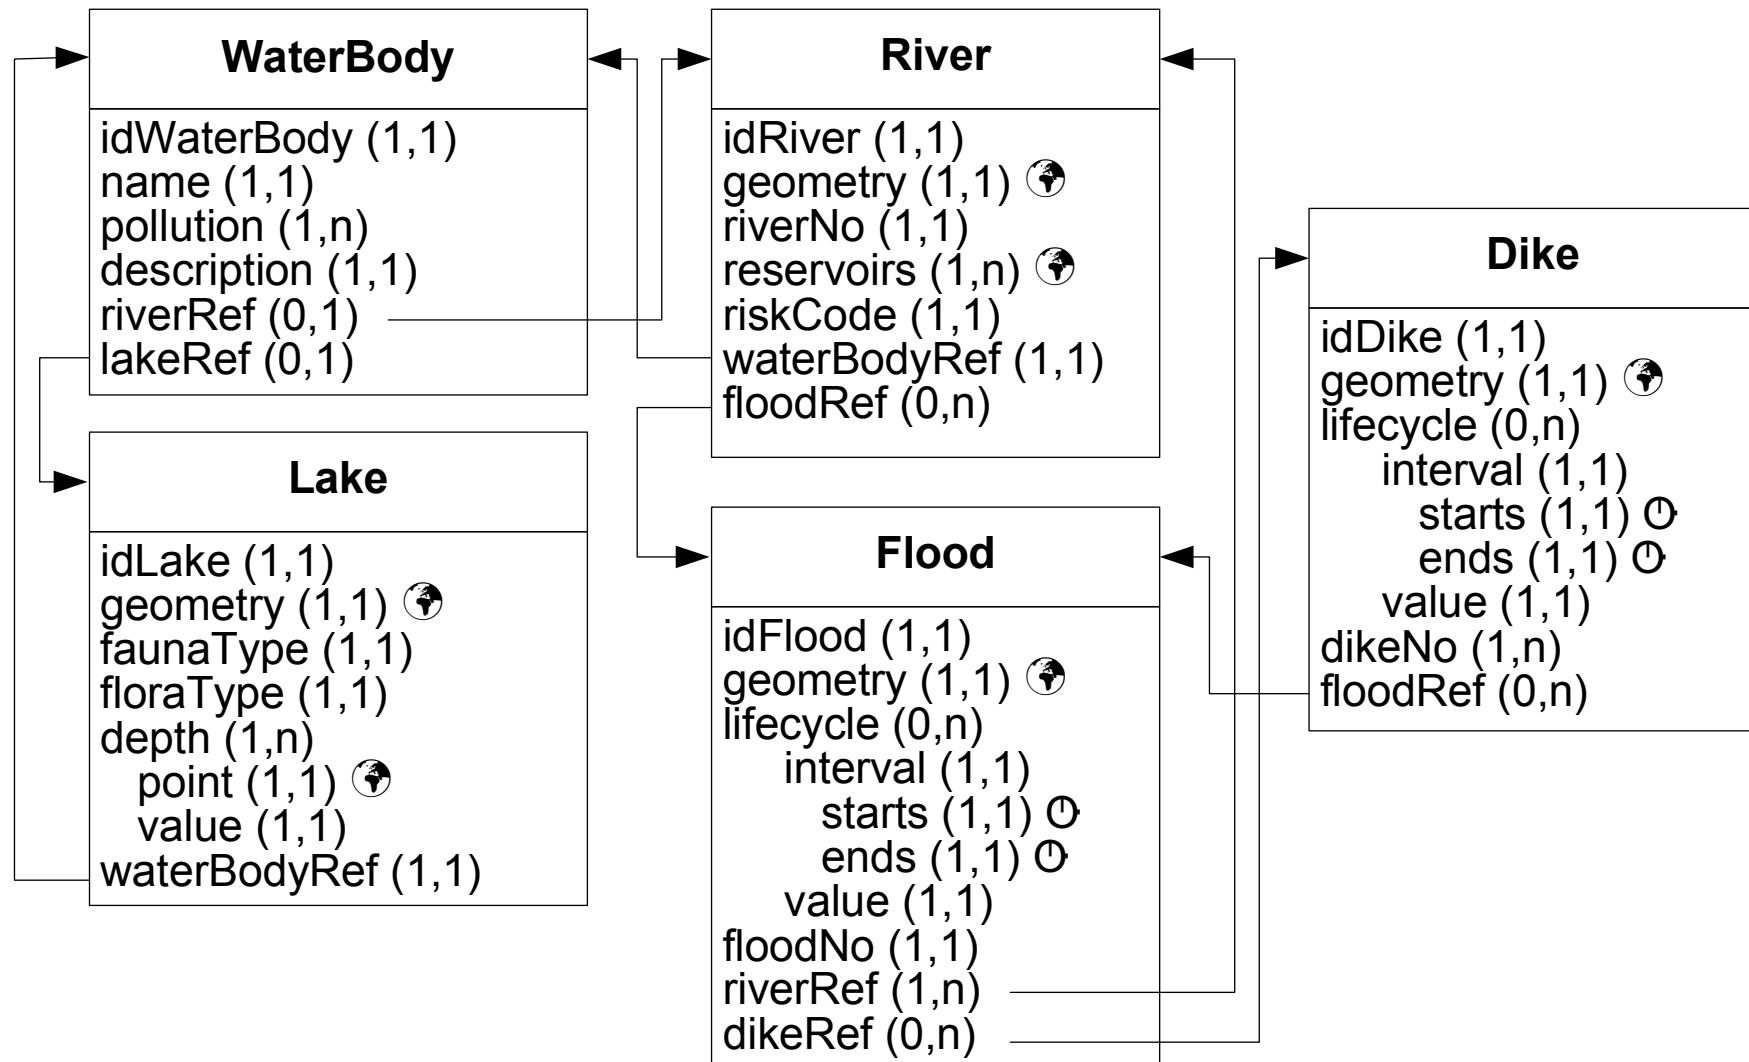 WaterBody
idWaterBody (1,1)
name (1,1)
pollution (1,n)
description (1,1)
riverRef (0,1)
lakeRef (0,1)
Lake
idLake (1,1)
geometry (1,1)
faunaType (1,1)
floraType (1,1)
depth (1,n)
point (1,1)
value (1,1)
waterBodyRef (1,1)
River
idRiver (1,1)
geometry (1,1)
riverNo (1,1)
reservoirs (1,n)
riskCode (1,1)
waterBodyRef (1,1)
floodRef (0,n)
Flood
idFlood (1,1)
geometry (1,1)
lifecycle (0,n)
interval (1,1)
starts (1,1)
ends (1,1)
value (1,1)
floodNo (1,1)
riverRef (1,n)
dikeRef (0,n)
Dike
idDike (1,1)
geometry (1,1)
lifecycle (0,n)
interval (1,1)
starts (1,1)
ends (1,1)
value (1,1)
dikeNo (1,n)
floodRef (0,n)